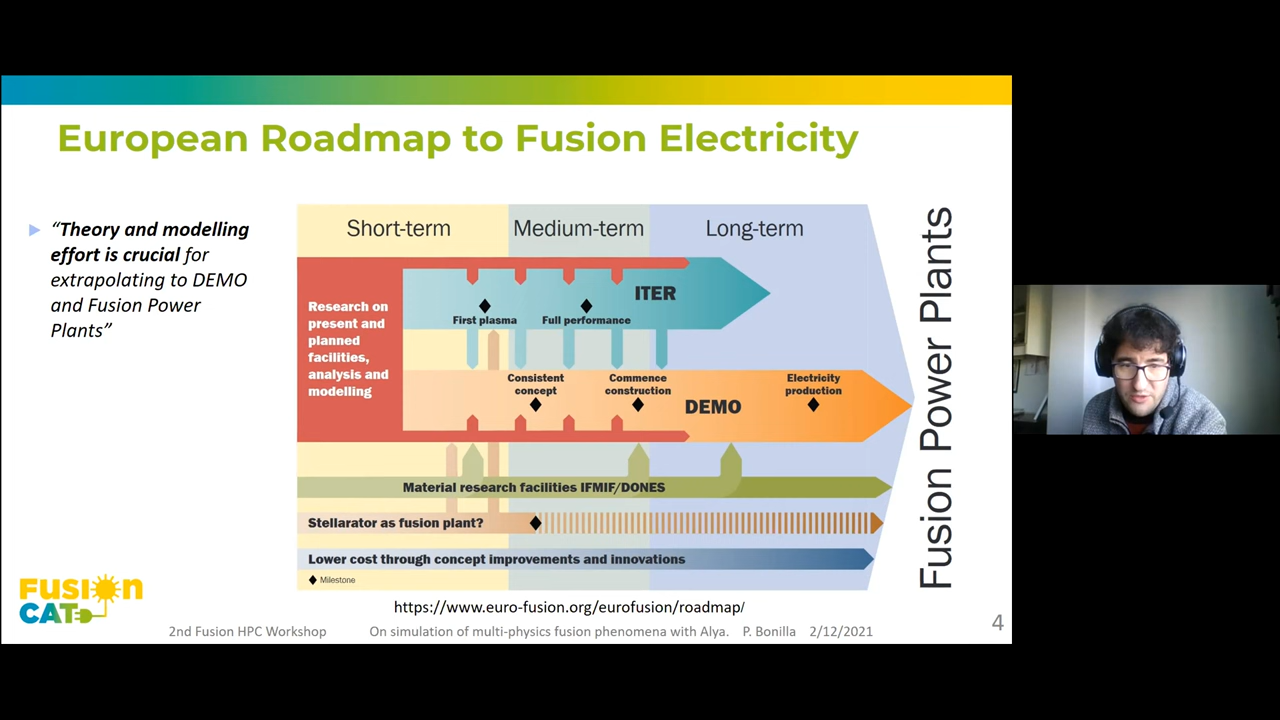 European Roadmap to Fusion Electricity
“Theory and modelling
effort is crucial for
extrapolating to DEMO
and Fusion Power
Plants”
Short-term
Medium-term
Long-term
Research on
present and
planned
facilities,
analysis and
modelling
ITER
First plasma
Full performance
Consistent
concept
Commence
construction
Electricity
production
DEMO
Material research facilities IFMIF/DONES
Stellarator as fusion plant?
Lower cost through concept improvements and innovations
Milestone
Fusion Power Plants
https://www.euro-fusion.org/eurofusion/roadmap/
FUSION
CAT
2nd Fusion HPC Workshop
On simulation of multi-physics fusion phenomena with Alya. P. Bonilla 2/12/2021
4